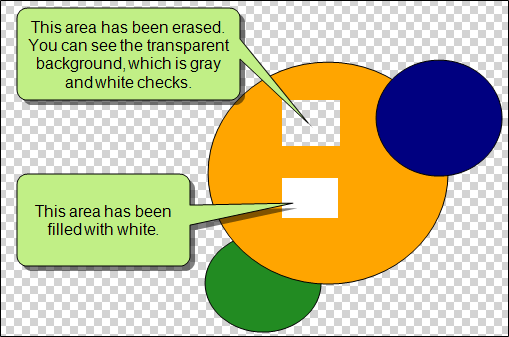 This area has been erased.
You can see the transparent
background, which is gray
and white checks.
This area has been
filled with white.